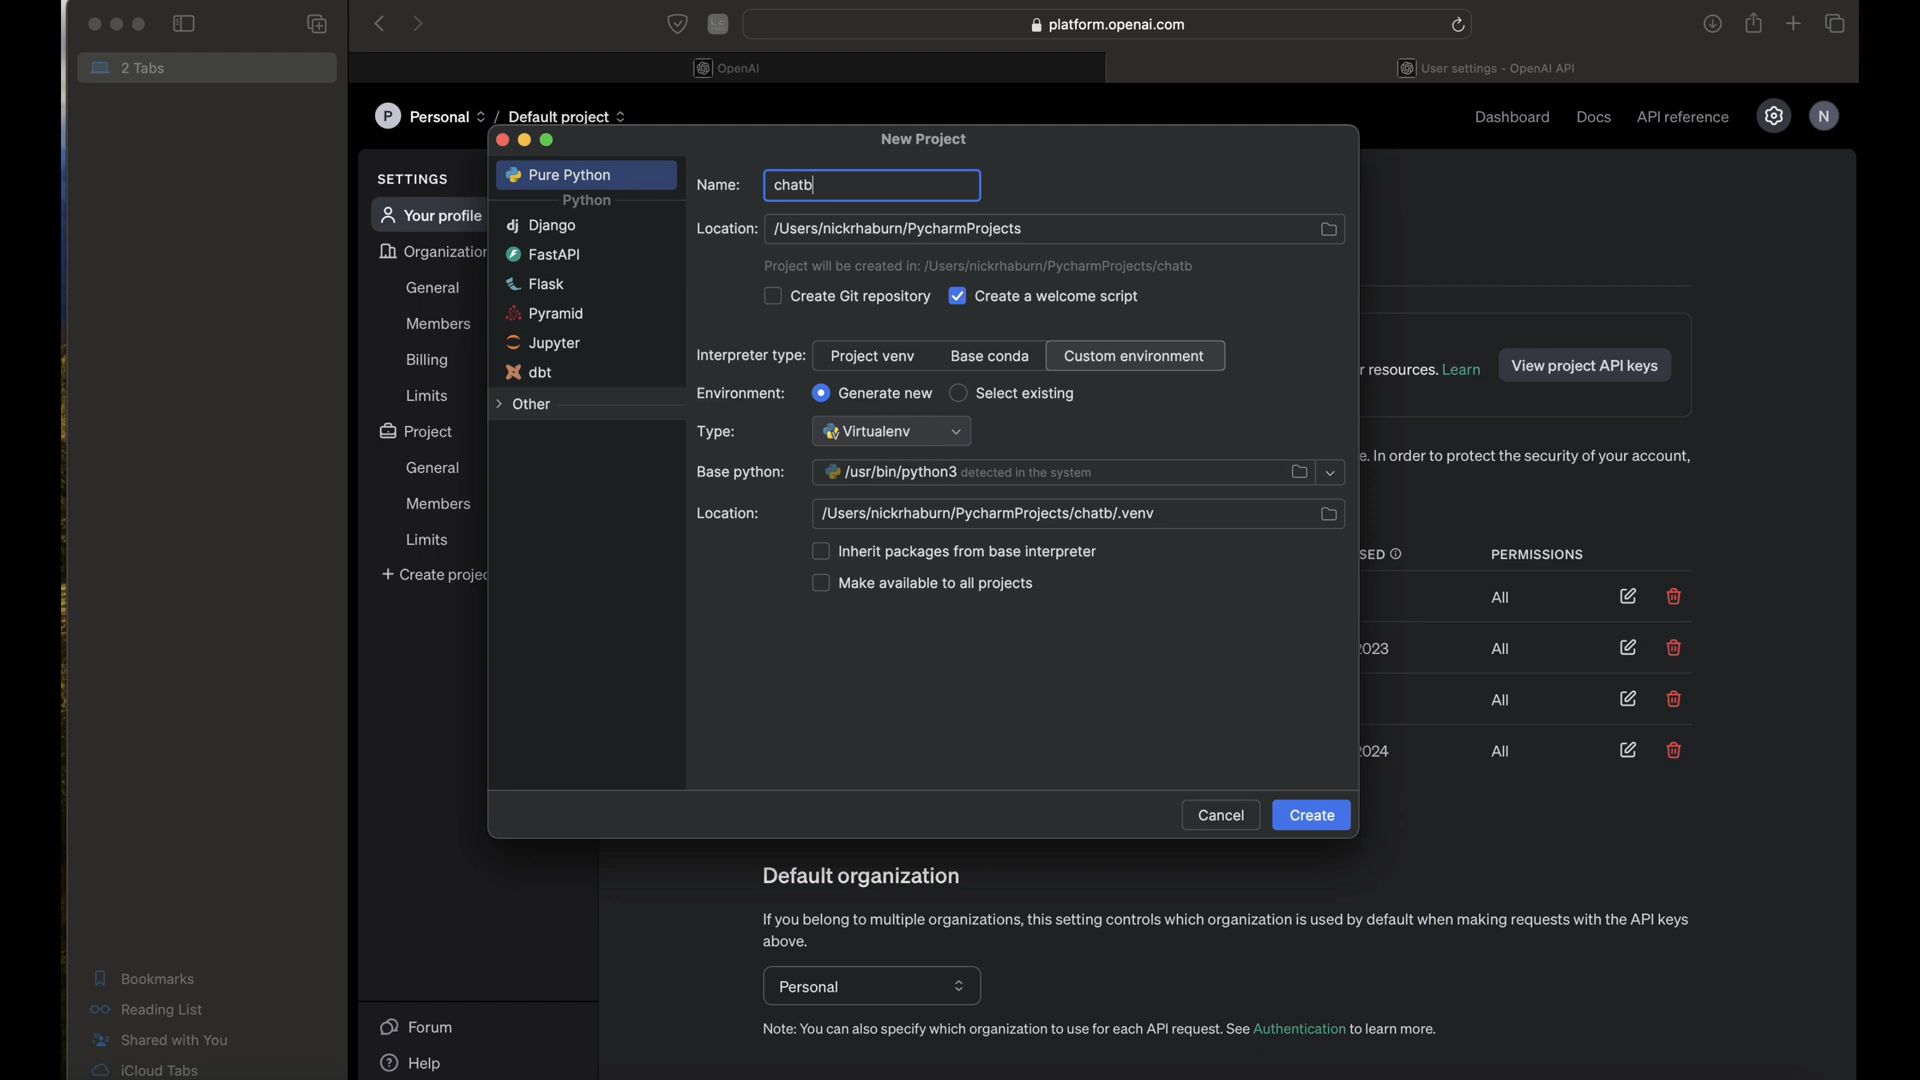 2 Tabs
platform.openai.com
OpenAI
User settings - OpenAI API
P Personal / Default project
Dashboard Docs API reference N
New Project
SETTINGS
Your profile
Organization
General
Members
Billing
Limits
Project
General
Members
Limits
+ Create projec
Pure Python
Python
Django
FastAPI
Flask
Pyramid
Jupyter
dbt
Other
Name: chatb
Location: /Users/nickrhaburn/PycharmProjects
Project will be created in: /Users/nickrhaburn/PycharmProjects/chatb
Create Git repository Create a welcome script
Interpreter type: Project venv Base conda Custom environment
Environment: Generate new Select existing
Type: Virtualenv
Base python: /usr/bin/python3 detected in the system
Location: /Users/nickrhaburn/PycharmProjects/chatb/.venv
Inherit packages from base interpreter
Make available to all projects
Cancel Create
r resources. Learn
View project API keys
e. In order to protect the security of your account,
SED PERMISSIONS
All
2023 All
All
2024 All
Default organization
If you belong to multiple organizations, this setting controls which organization is used by default when making requests with the API keys
above.
Personal
Note: You can also specify which organization to use for each API request. See Authentication to learn more.
Forum
Help
Bookmarks
Reading List
Shared with You
iCloud Tabs